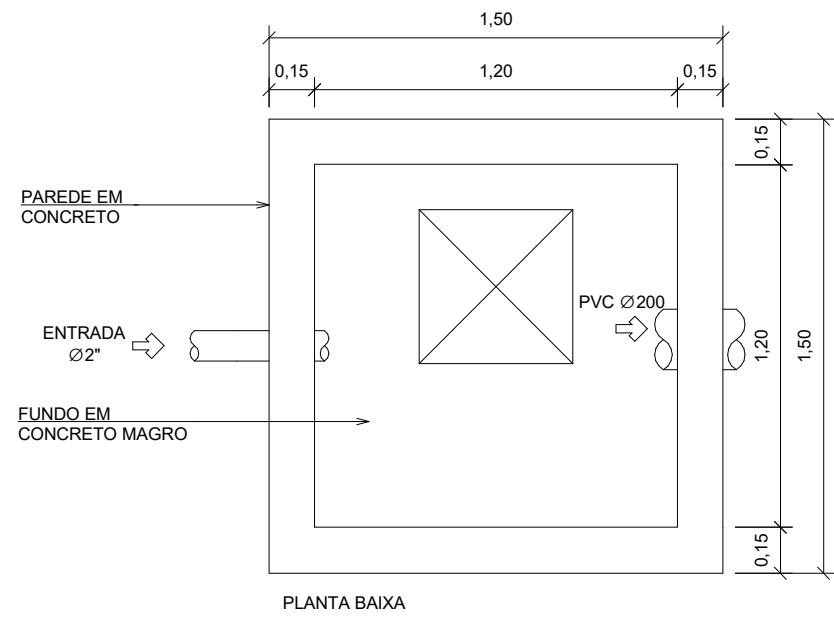 1,50
0,15
1,20
0,15
0,15
PAREDE EM
CONCRETO
PVC Ø200
ENTRADA
Ø2"
1,20
1,50
FUNDO EM
CONCRETO MAGRO
0,15
PLANTA BAIXA